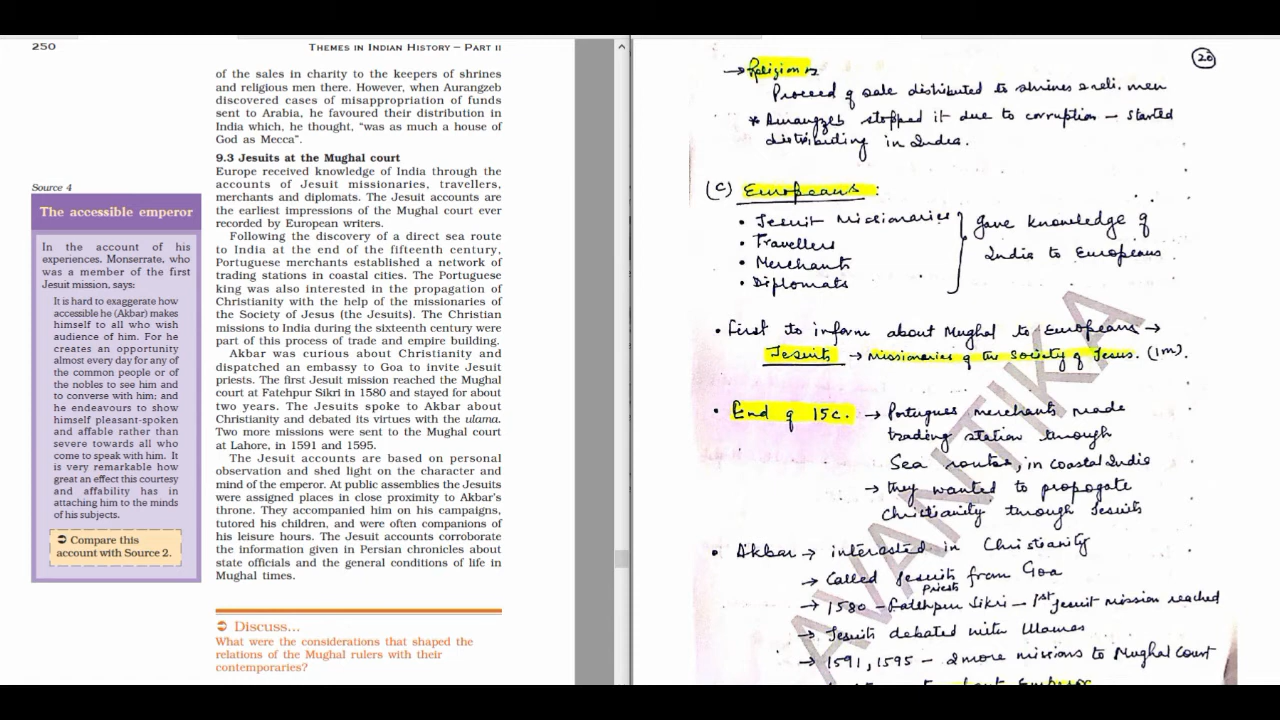 250
THEMES IN INDIAN HISTORY – PART II
of the sales in charity to the keepers of shrines
and religious men there. However, when Aurangzeb
discovered cases of misappropriation of funds
sent to Arabia, he favoured their distribution in
India which, he thought, “was as much a house of
God as Mecca”.
9.3 Jesuits at the Mughal court
Europe received knowledge of India through the
accounts of Jesuit missionaries, travellers,
merchants and diplomats. The Jesuit accounts are
the earliest impressions of the Mughal court ever
recorded by European writers.
Following the discovery of a direct sea route
to India at the end of the fifteenth century,
Portuguese merchants established a network of
trading stations in coastal cities. The Portuguese
king was also interested in the propagation of
Christianity with the help of the missionaries of
the Society of Jesus (the Jesuits). The Christian
missions to India during the sixteenth century were
part of this process of trade and empire building.
Akbar was curious about Christianity and
dispatched an embassy to Goa to invite Jesuit
priests. The first Jesuit mission reached the Mughal
court at Fatehpur Sikri in 1580 and stayed for about
two years. The Jesuits spoke to Akbar about
Christianity and debated its virtues with the ulama.
Two more missions were sent to the Mughal court
at Lahore, in 1591 and 1595.
The Jesuit accounts are based on personal
observation and shed light on the character and
mind of the emperor. At public assemblies the Jesuits
were assigned places in close proximity to Akbar’s
throne. They accompanied him on his campaigns,
tutored his children, and were often companions of
his leisure hours. The Jesuit accounts corroborate
the information given in Persian chronicles about
state officials and the general conditions of life in
Mughal times.
➲ Discuss...
What were the considerations that shaped the
relations of the Mughal rulers with their
contemporaries?
Source 4
The accessible emperor
In the account of his
experiences, Monserrate, who
was a member of the first
Jesuit mission, says:
It is hard to exaggerate how
accessible he (Akbar) makes
himself to all who wish
audience of him. For he
creates an opportunity
almost every day for any of
the common people or of
the nobles to see him and
to converse with him; and
he endeavours to show
himself pleasant-spoken
and affable rather than
severe towards all who
come to speak with him. It
is very remarkable how
great an effect this courtesy
and affability has in
attaching him to the minds
of his subjects.
➲ Compare this
account with Source 2.
20
→ Religion
Proceed of sale distributed to shrines & reli. men
* Aurangzeb stopped it due to corruption – started
distributing in India.
(C) Europeans :
• Jesuit Missionaries
• Travellers
• Merchants
• Diplomats
gave knowledge of
India to Europeans
• First to inform about Mughal to Europeans →
Jesuits → Missionaries of the Society of Jesus. (1m).
• End of 15c. → Portugues merchants made
trading station through
Sea routes, in coastal India
→ they wanted to propogate
Christianity through Jesuits
• Akbar → interested in Christianity
→ Called Jesuits from Goa
Priests
→ 1580 – Fatehpur Sikri – 1st Jesuit mission reached
→ Jesuits debated with Ulamas
→ 1591, 1595 – 2 more missions to Mughal Court
about Emperor
AVANTIKA